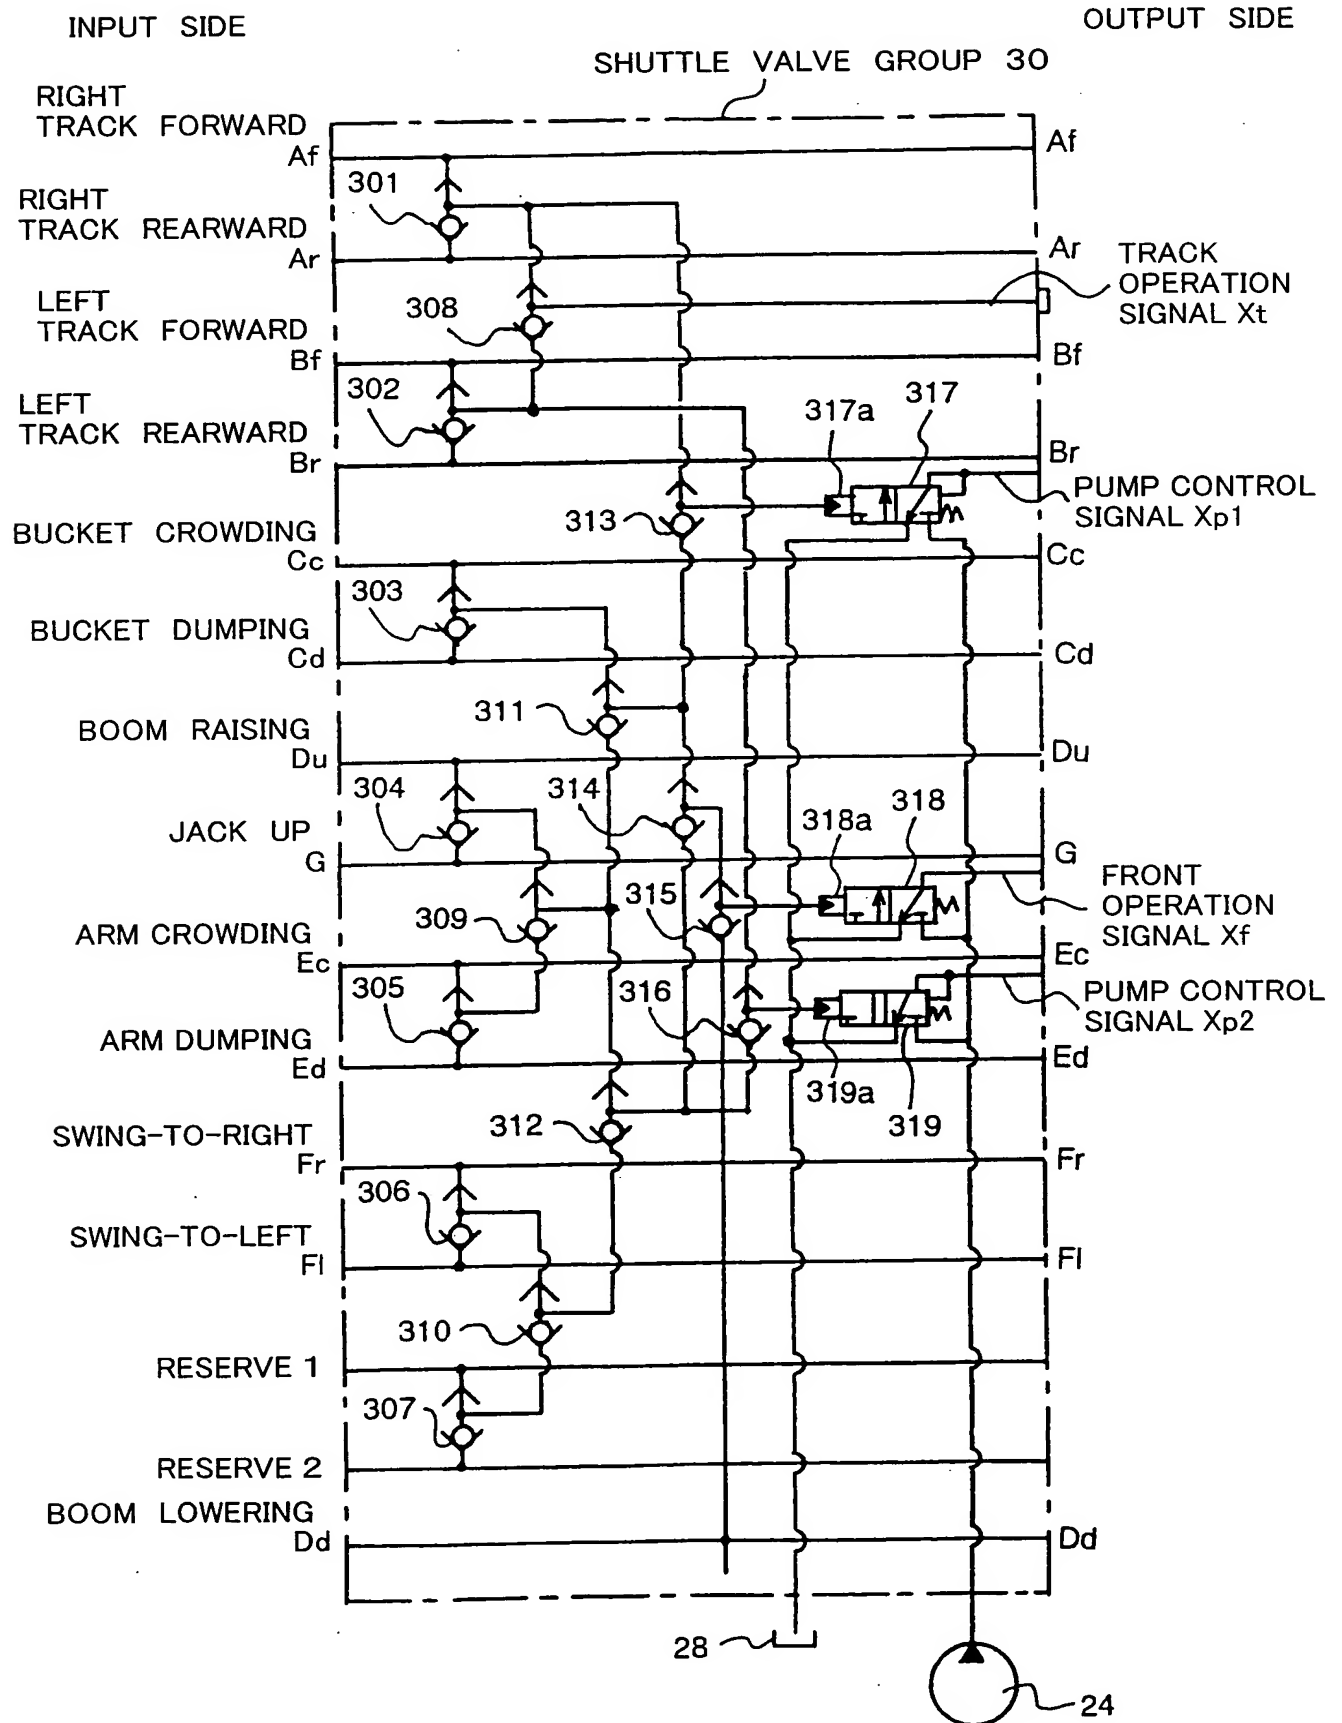 INPUT SIDE
OUTPUT SIDE
SHUTTLE VALVE GROUP 30
RIGHT
TRACK FORWARD
Af
Af
301
RIGHT
TRACK REARWARD
Ar
Ar
TRACK
OPERATION
SIGNAL Xt
LEFT
TRACK FORWARD
308
Bf
Bf
302
LEFT
TRACK REARWARD
317a
317
Br
Br
PUMP CONTROL
SIGNAL Xp1
313
BUCKET CROWDING
Cc
Cc
303
BUCKET DUMPING
Cd
Cd
311
BOOM RAISING
Du
Du
304
314
318
318a
JACK UP
G
G
FRONT
OPERATION
SIGNAL Xf
315
309
ARM CROWDING
Ec
Ec
305
316
PUMP CONTROL
SIGNAL Xp2
ARM DUMPING
Ed
Ed
319a
319
312
SWING-TO-RIGHT
Fr
Fr
306
SWING-TO-LEFT
Fl
Fl
310
RESERVE 1
307
RESERVE 2
BOOM LOWERING
Dd
Dd
28
24